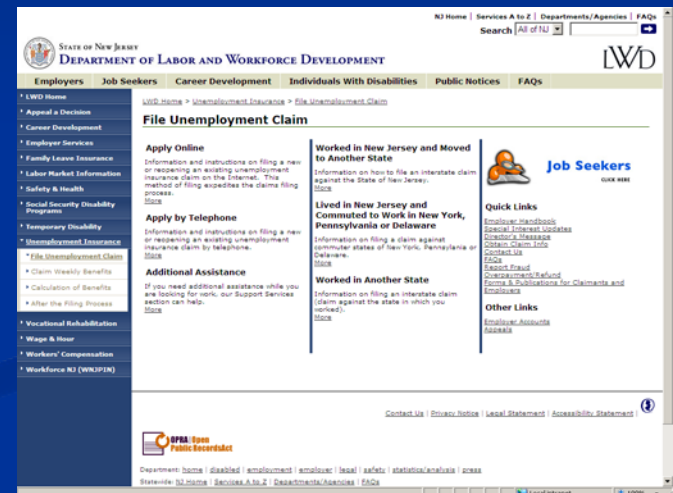 NJ Home | Services A to Z | Departments/Agencies | FAQs
Search All of NJ
STATE OF NEW JERSEY
DEPARTMENT OF LABOR AND WORKFORCE DEVELOPMENT
LWD
Employers Job Seekers Career Development Individuals With Disabilities Public Notices FAQs
LWD Home
Appeal a Decision
Career Development
Employer Services
Family Leave Insurance
Labor Market Information
Safety & Health
Social Security Disability
Programs
Temporary Disability
Unemployment Insurance
File Unemployment Claim
Claim Weekly Benefits
Calculation of Benefits
After the Filing Process
Vocational Rehabilitation
Wage & Hour
Workers' Compensation
Workforce NJ (WNJPIN)
LWD Home > Unemployment Insurance > File Unemployment Claim
File Unemployment Claim
Apply Online
Information and instructions on filing a new
or reopening an existing unemployment
insurance claim on the Internet. This
method of filing expedites the claims filing
process.
More
Apply by Telephone
Information and instructions on filing a new
or reopening an existing unemployment
insurance claim by telephone.
More
Additional Assistance
If you need additional assistance while you
are looking for work, our Support Services
section can help.
More
Worked in New Jersey and Moved
to Another State
Information on how to file an interstate claim
against the State of New Jersey.
More
Lived in New Jersey and
Commuted to Work in New York,
Pennsylvania or Delaware
Information on filing a claim against
commuter states of New York, Pennsylvania or
Delaware.
More
Worked in Another State
Information on filing an interstate claim
(claim against the state in which you
worked).
More
Job Seekers
CLICK HERE
Quick Links
Employer Handbook
Special Interest Updates
Director's Message
Obtain Claim Info
Contact Us
FAQs
Report Fraud
Overpayment/Refund
Forms & Publications for Claimants and
Employers
Other Links
Employer Accounts
Appeals
Contact Us | Privacy Notice | Legal Statement | Accessibility Statement |
OPRA Open
Public Records Act
Department: home | disabled | employment | employer | legal | safety | statistics/analysis | press
Statewide: NJ Home | Services A to Z | Departments/Agencies | FAQs